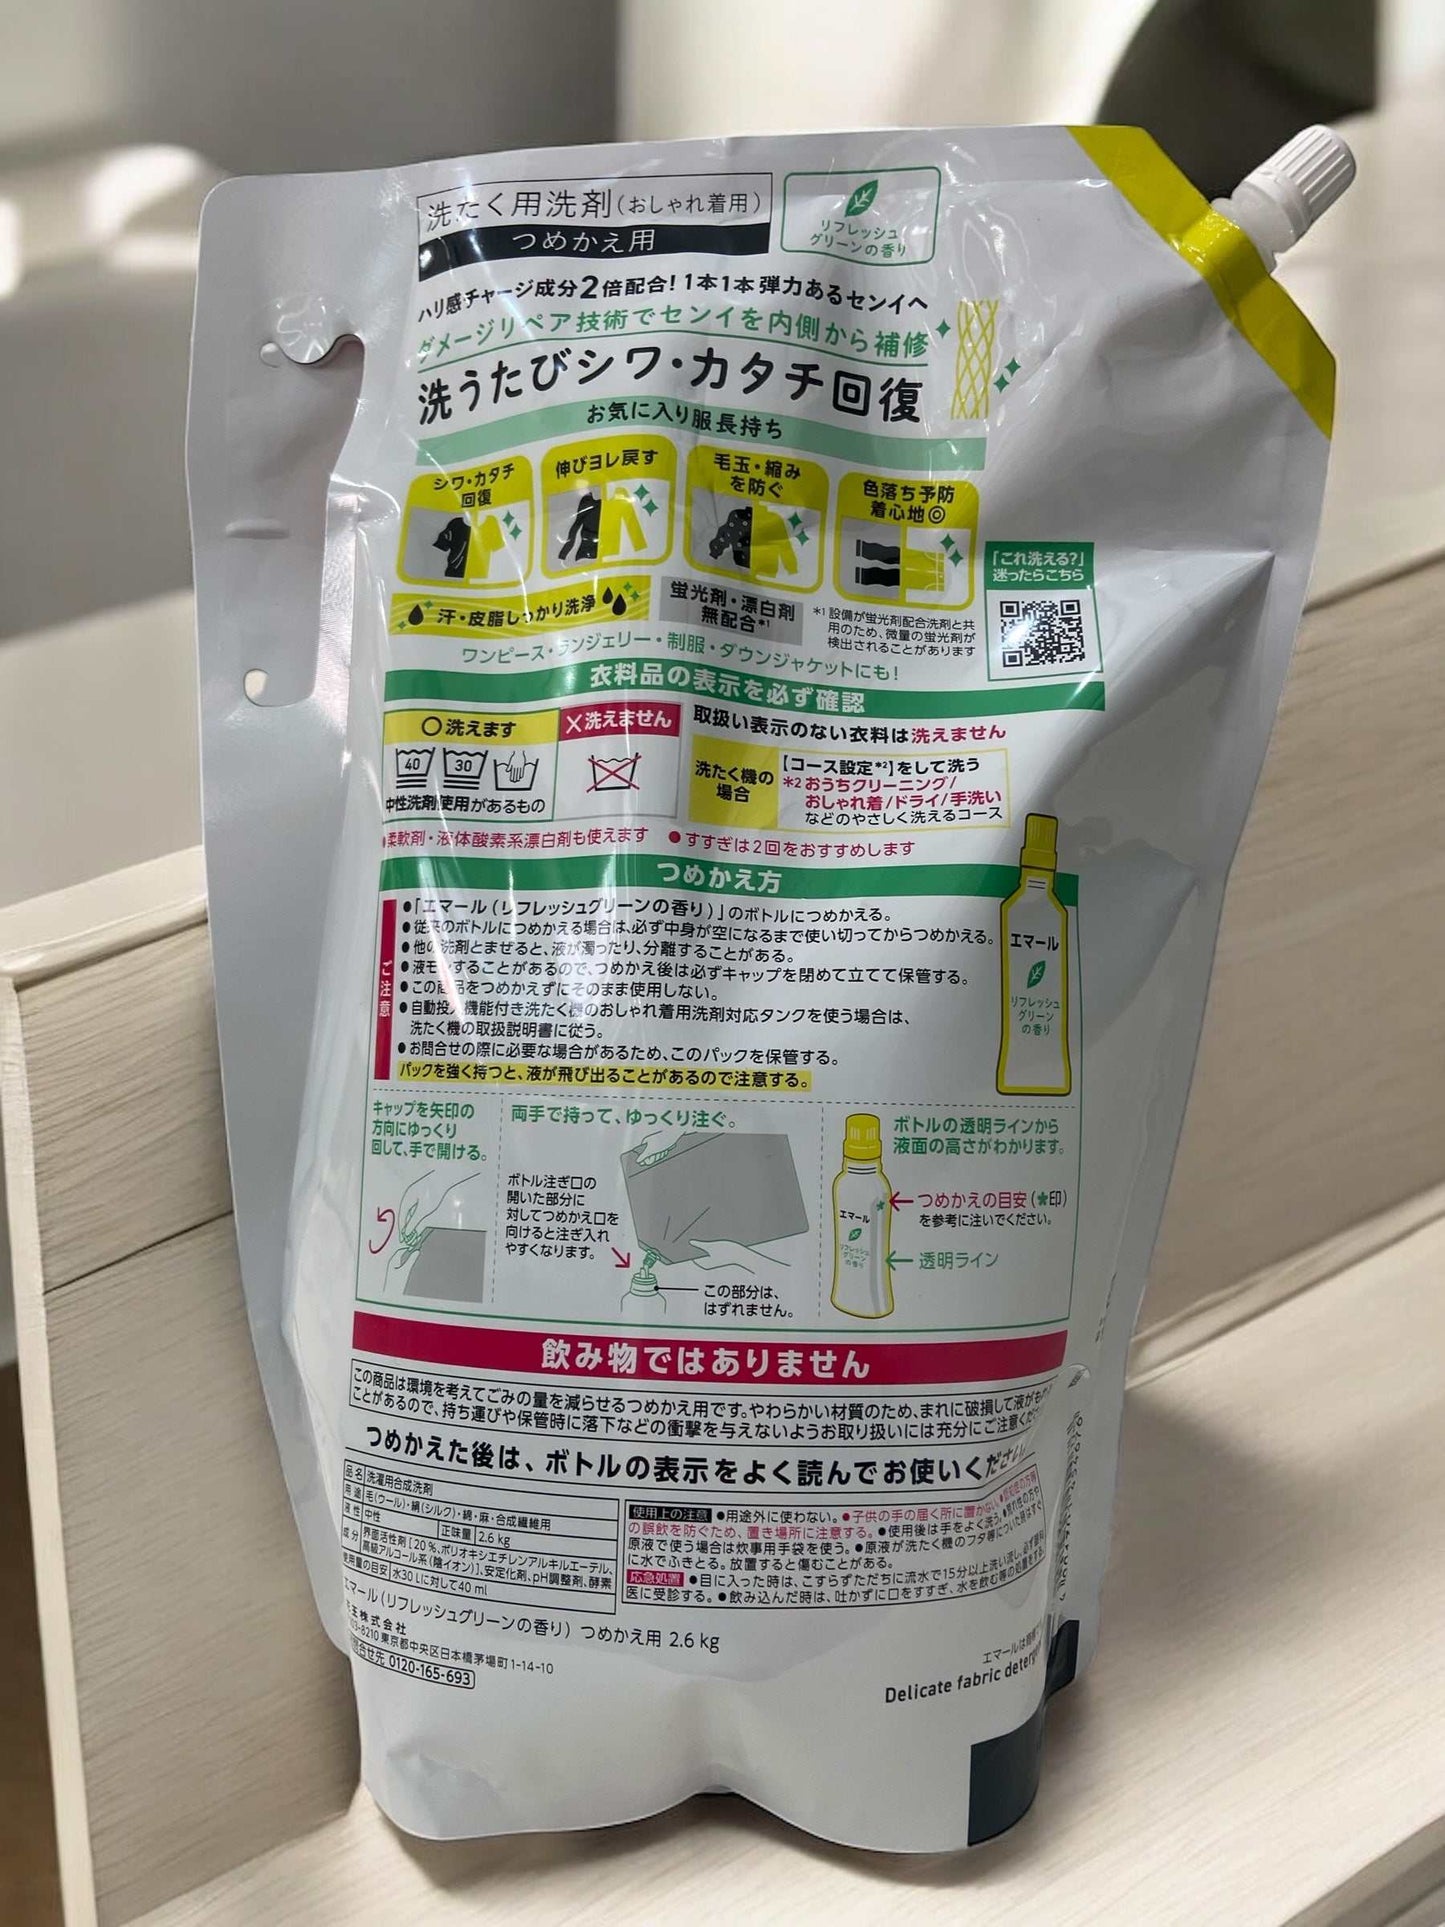 洗たく用洗剤(おしゃれ着用)
つめかえ用
リフレッシュ
グリーンの香り
ハリ感チャージ成分2倍配合!1本1本弾力あるセンイへ
ダメージリペア技術でセンイを内側から補修
洗うたびシワ・カタチ回復
お気に入り服長持ち
シワ・カタチ
回復
伸びヨレ戻す
毛玉・縮み
を防ぐ
色落ち予防
着心地◎
汗・皮脂しっかり洗浄
蛍光剤・漂白剤
無配合*1
*1 設備が蛍光剤配合洗剤と共
用のため、微量の蛍光剤が
検出されることがあります
「これ洗える?」
迷ったらこちら
ワンピース・ランジェリー・制服・ダウンジャケットにも!
衣料品の表示を必ず確認
○洗えます
40 30
中性洗剤使用があるもの
×洗えません
取扱い表示のない衣料は洗えません
洗たく機の
場合
【コース設定*2】をして洗う
*2 おうちクリーニング/
おしゃれ着/ドライ/手洗い
などのやさしく洗えるコース
●柔軟剤・液体酸素系漂白剤も使えます ●すすぎは2回をおすすめします
つめかえ方
ご注意
●「エマール(リフレッシュグリーンの香り)」のボトルにつめかえる。
●従来のボトルにつめかえる場合は、必ず中身が空になるまで使い切ってからつめかえる。
●他の洗剤とまぜると、液が濁ったり、分離することがある。
●液モレすることがあるので、つめかえ後は必ずキャップを閉めて立てて保管する。
●この商品をつめかえずにそのまま使用しない。
●自動投入機能付き洗たく機のおしゃれ着用洗剤対応タンクを使う場合は、
洗たく機の取扱説明書に従う。
●お問合せの際に必要な場合があるため、このパックを保管する。
パックを強く持つと、液が飛び出ることがあるので注意する。
エマール
リフレッシュ
グリーン
の香り
キャップを矢印の
方向にゆっくり
回して、手で開ける。
両手で持って、ゆっくり注ぐ。
ボトル注ぎ口の
開いた部分に
対してつめかえ口を
向けると注ぎ入れ
やすくなります。
この部分は、
はずれません。
ボトルの透明ラインから
液面の高さがわかります。
エマール
リフレッシュ
グリーン
の香り
つめかえの目安(*印)
を参考に注いでください。
透明ライン
飲み物ではありません
この商品は環境を考えてごみの量を減らせるつめかえ用です。やわらかい材質のため、まれに破損して液がもれ
ことがあるので、持ち運びや保管時に落下などの衝撃を与えないようお取り扱いには充分にご注意くだ
つめかえた後は、ボトルの表示をよく読んでお使いください
品名 洗濯用合成洗剤
用途 毛(ウール)・絹(シルク)・綿・麻・合成繊維用
液性 中性 正味量 2.6 kg
成分 界面活性剤[20%、ポリオキシエチレンアルキルエーテル、
高級アルコール系(陰イオン)]、安定化剤、pH調整剤、酵素
使用量の目安 水30Lに対して40 ml
使用上の注意 ●用途外に使わない。●子供の手の届く所に置かない。●認知症の方等
の誤飲を防ぐため、置き場所に注意する。●使用後は手をよく洗う。●荒れ性の方や
原液で使う場合は炊事用手袋を使う。●原液が洗たく機のフタ等についた時はすぐ
に水でふきとる。放置すると傷むことがある。
応急処置 ●目に入った時は、こすらずただちに流水で15分以上洗い流し、必ず眼科
医に受診する。●飲み込んだ時は、吐かずに口をすすぎ、水を飲む等の処置をする。
エマール(リフレッシュグリーンの香り) つめかえ用 2.6 kg
王株式会社
3-8210 東京都中央区日本橋茅場町1-14-10
合せ先 0120-165-693
エマールは
Delicate fabric deterg